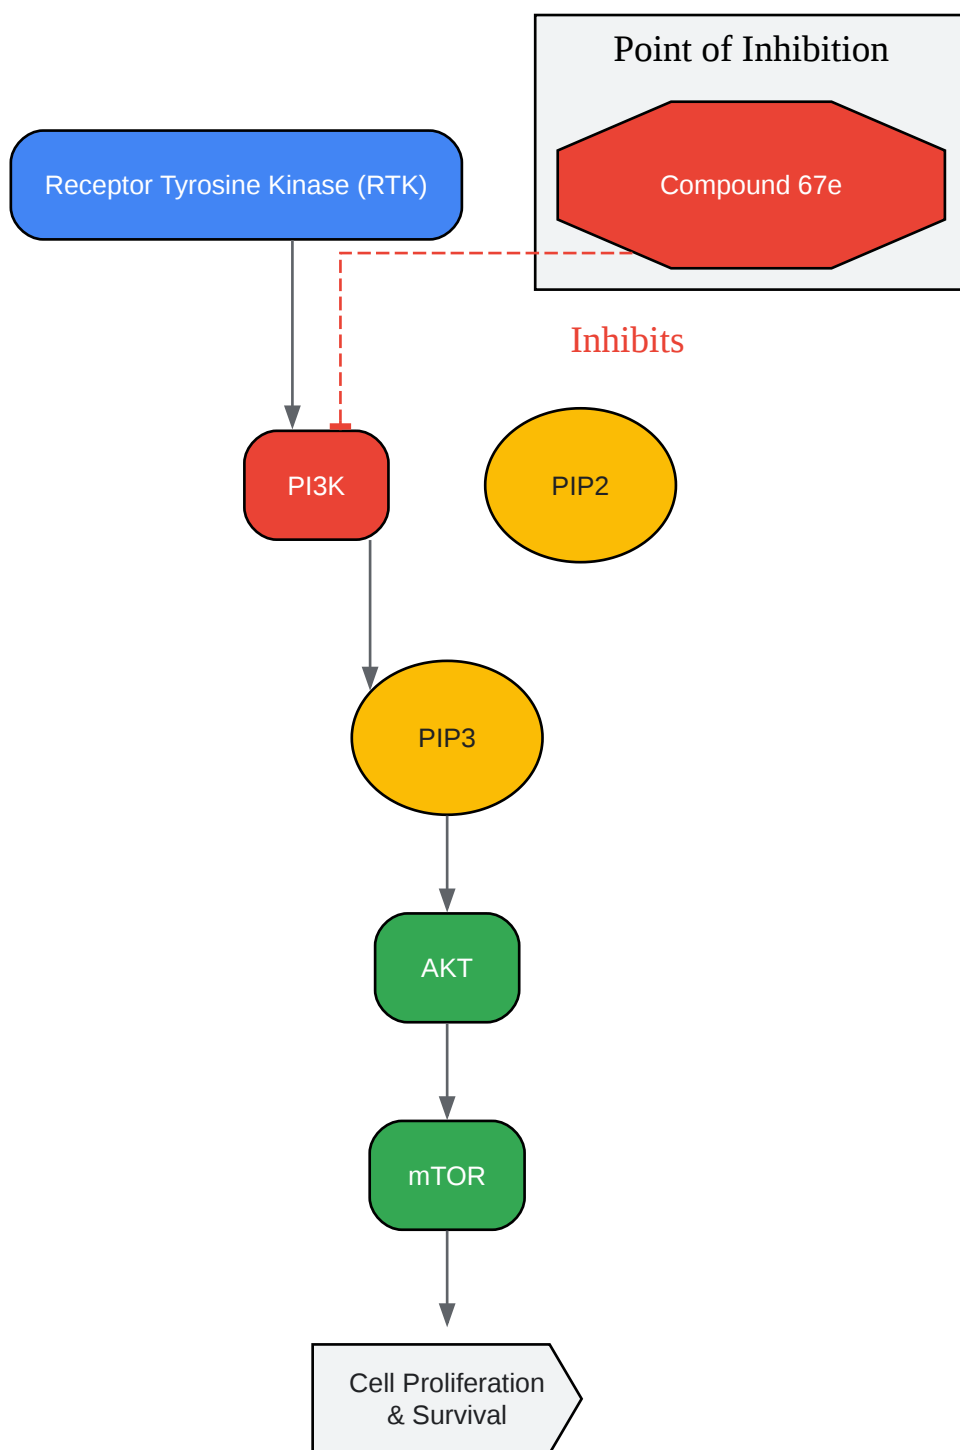 Point of Inhibition
Receptor Tyrosine Kinase (RTK)
Compound 67e
Inhibits
PI3K
PIP2
PIP3
AKT
mTOR
Cell Proliferation
& Survival